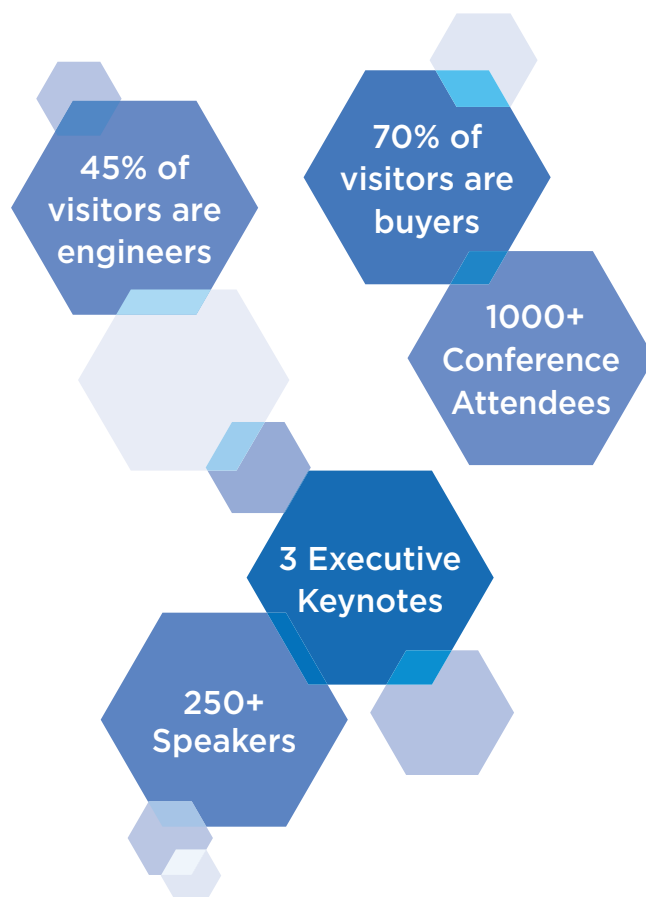 45% of
visitors are
engineers
70% of
visitors are
buyers
1000+
Conference
Attendees
3 Executive
Keynotes
250+
Speakers